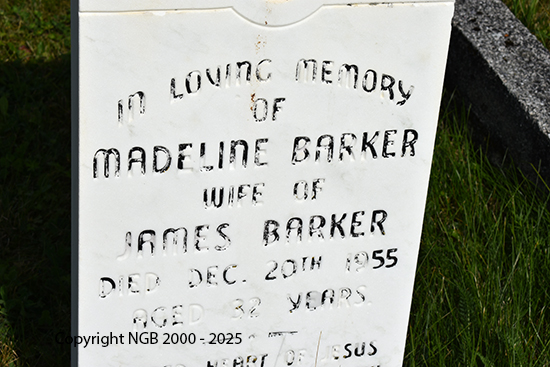 IN LOVING MEMORY
OF
MADELINE BARKER
WIFE OF
JAMES BARKER
DIED DEC. 20TH 1955
AGED 32 YEARS.
Copyright NGB 2000 - 2025
HEART OF JESUS